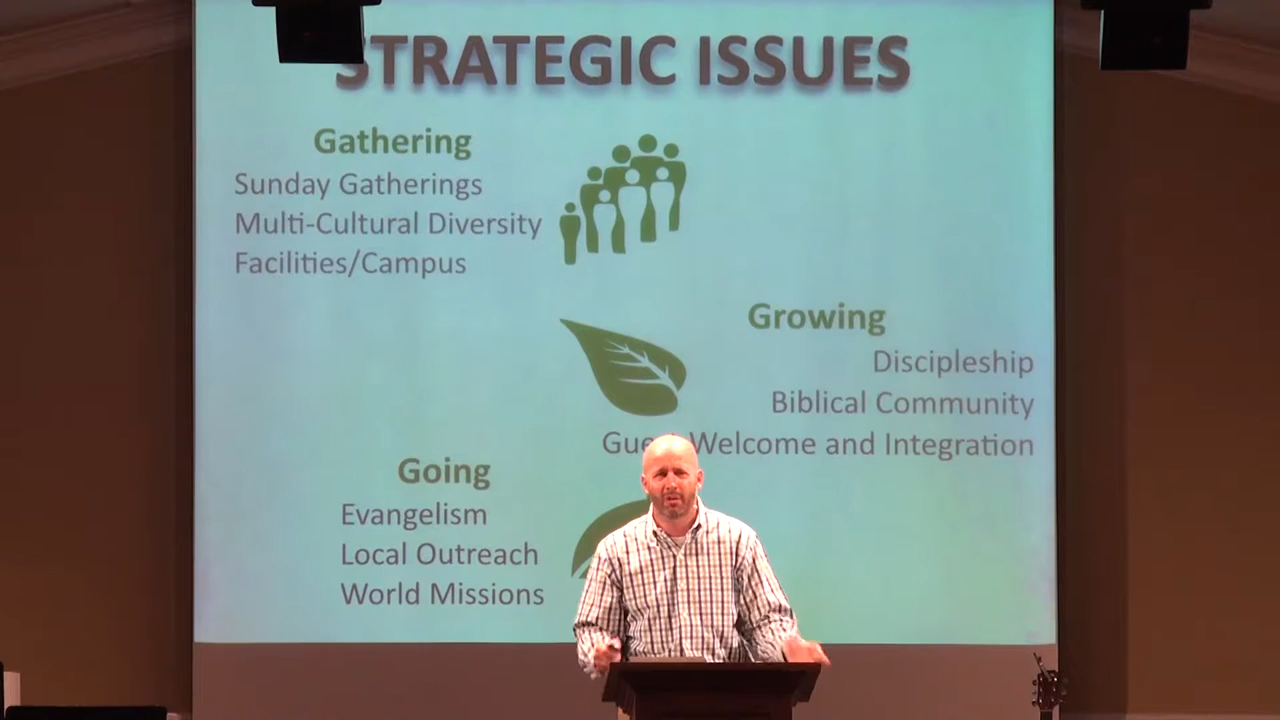 STRATEGIC ISSUES
Gathering
Sunday Gatherings
Multi-Cultural Diversity
Facilities/Campus
Growing
Discipleship
Biblical Community
Guest Welcome and Integration
Going
Evangelism
Local Outreach
World Missions